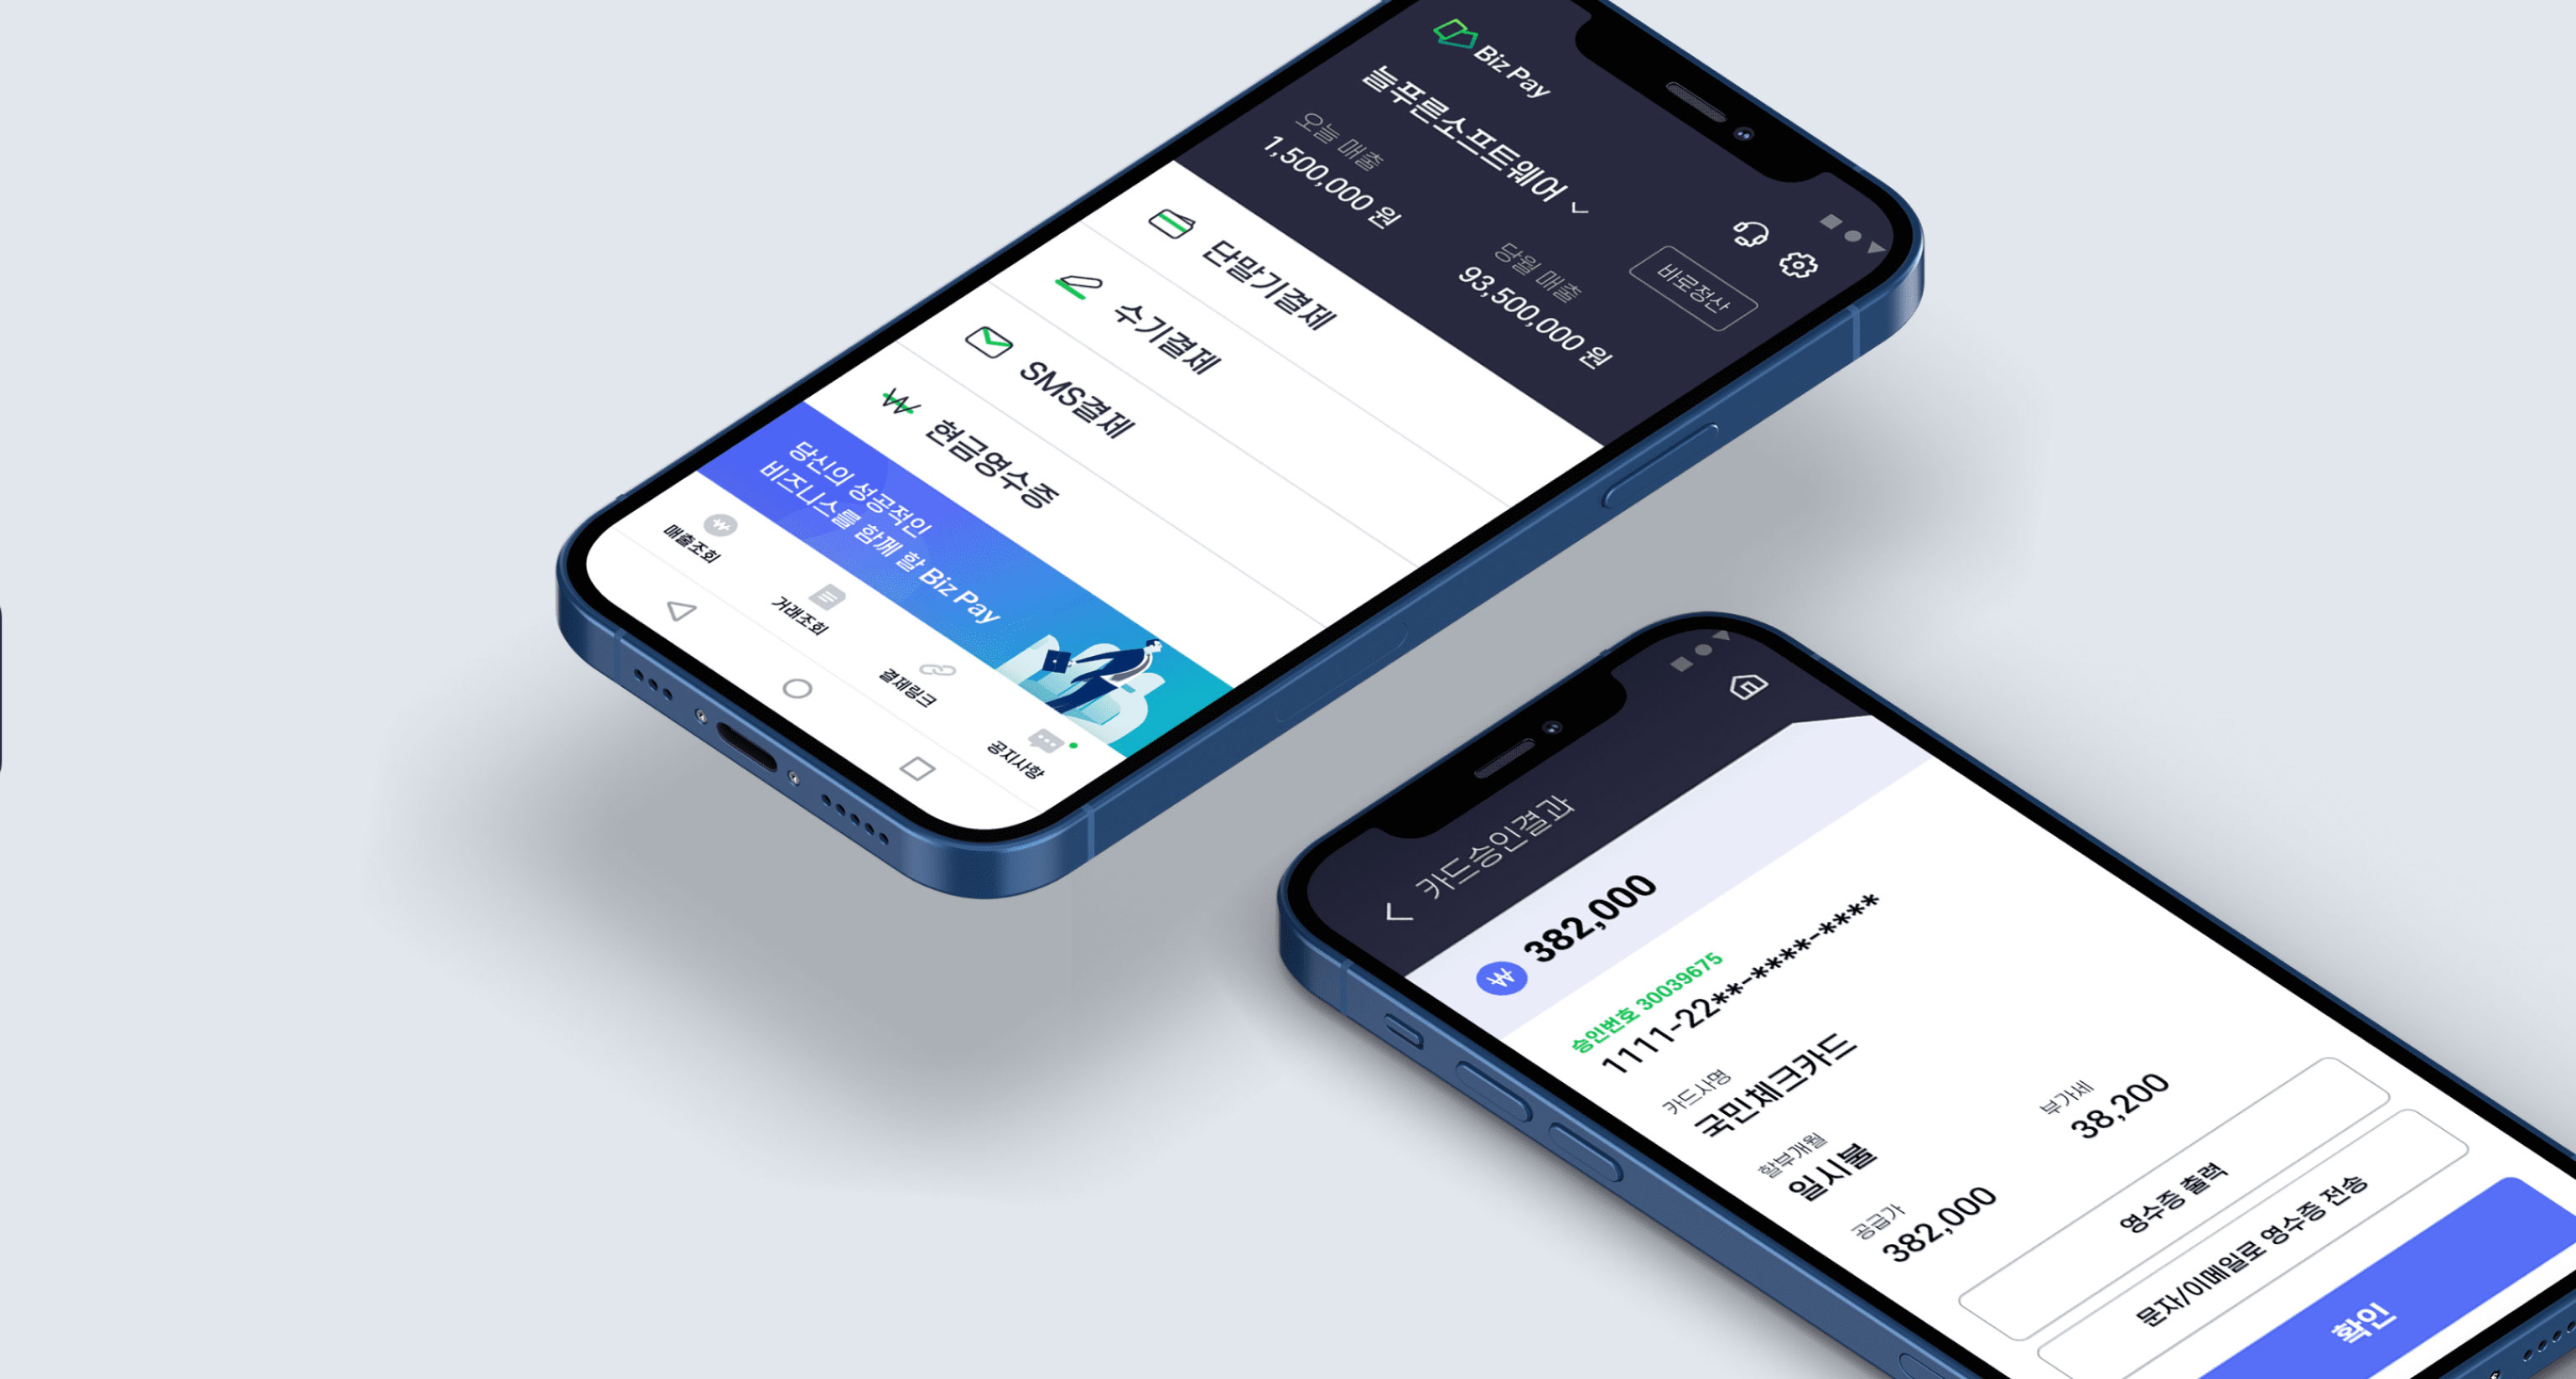 Biz Pay
늘푸른소프트웨어
오늘 매출
1,500,000 원
당월 매출
93,500,000 원
바로정산
단말기결제
수기결제
SMS결제
현금영수증
당신의 성공적인
비즈니스를 함께 할 Biz Pay
매출조회
거래조회
결제링크
공지사항
카드승인결과
₩ 382,000
승인번호 30039675
1111-22**-****-****
카드사명
국민체크카드
할부개월
일시불
공급가
382,000
부가세
38,200
영수증 출력
문자/이메일로 영수증 전송
확인